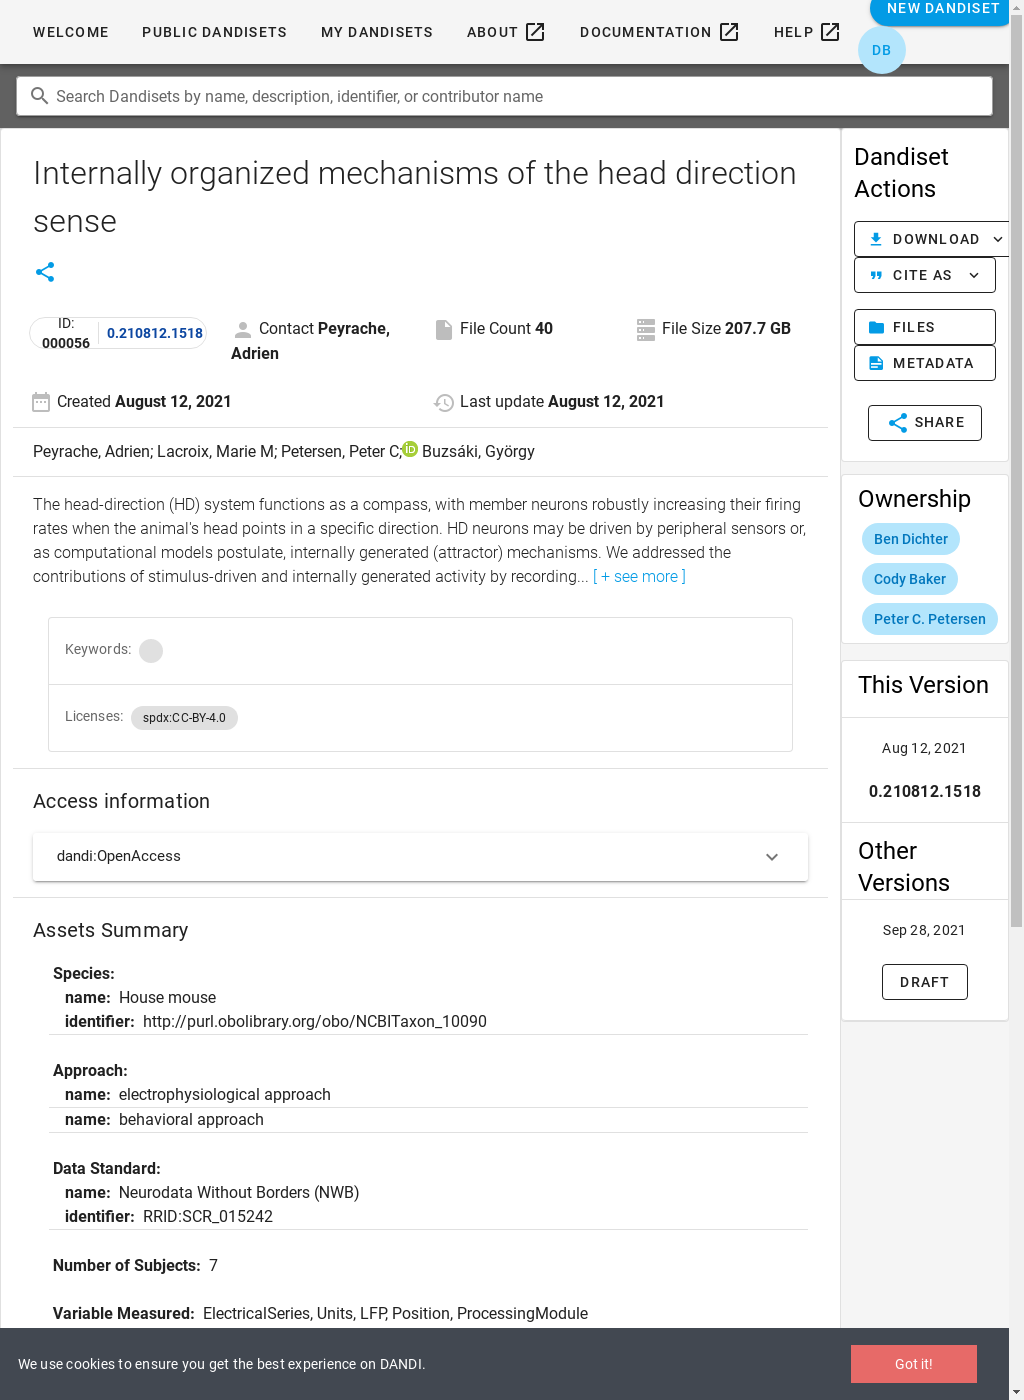 WELCOME PUBLIC DANDISETS MY DANDISETS ABOUT DOCUMENTATION HELP NEW DANDISET
DB
Search Dandisets by name, description, identifier, or contributor name
Internally organized mechanisms of the head direction
sense
ID:
000056
0.210812.1518
Contact Peyrache,
Adrien
File Count 40
File Size 207.7 GB
Created August 12, 2021
Last update August 12, 2021
Peyrache, Adrien; Lacroix, Marie M; Petersen, Peter C; iD Buzsáki, György
The head-direction (HD) system functions as a compass, with member neurons robustly increasing their firing
rates when the animal's head points in a specific direction. HD neurons may be driven by peripheral sensors or,
as computational models postulate, internally generated (attractor) mechanisms. We addressed the
contributions of stimulus-driven and internally generated activity by recording... [ + see more ]
Keywords:
Licenses: spdx:CC-BY-4.0
Access information
dandi:OpenAccess
Assets Summary
Species:
name: House mouse
identifier: http://purl.obolibrary.org/obo/NCBITaxon_10090
Approach:
name: electrophysiological approach
name: behavioral approach
Data Standard:
name: Neurodata Without Borders (NWB)
identifier: RRID:SCR_015242
Number of Subjects: 7
Variable Measured: ElectricalSeries, Units, LFP, Position, ProcessingModule
Dandiset
Actions
DOWNLOAD
CITE AS
FILES
METADATA
SHARE
Ownership
Ben Dichter
Cody Baker
Peter C. Petersen
This Version
Aug 12, 2021
0.210812.1518
Other
Versions
Sep 28, 2021
DRAFT
We use cookies to ensure you get the best experience on DANDI.
Got it!